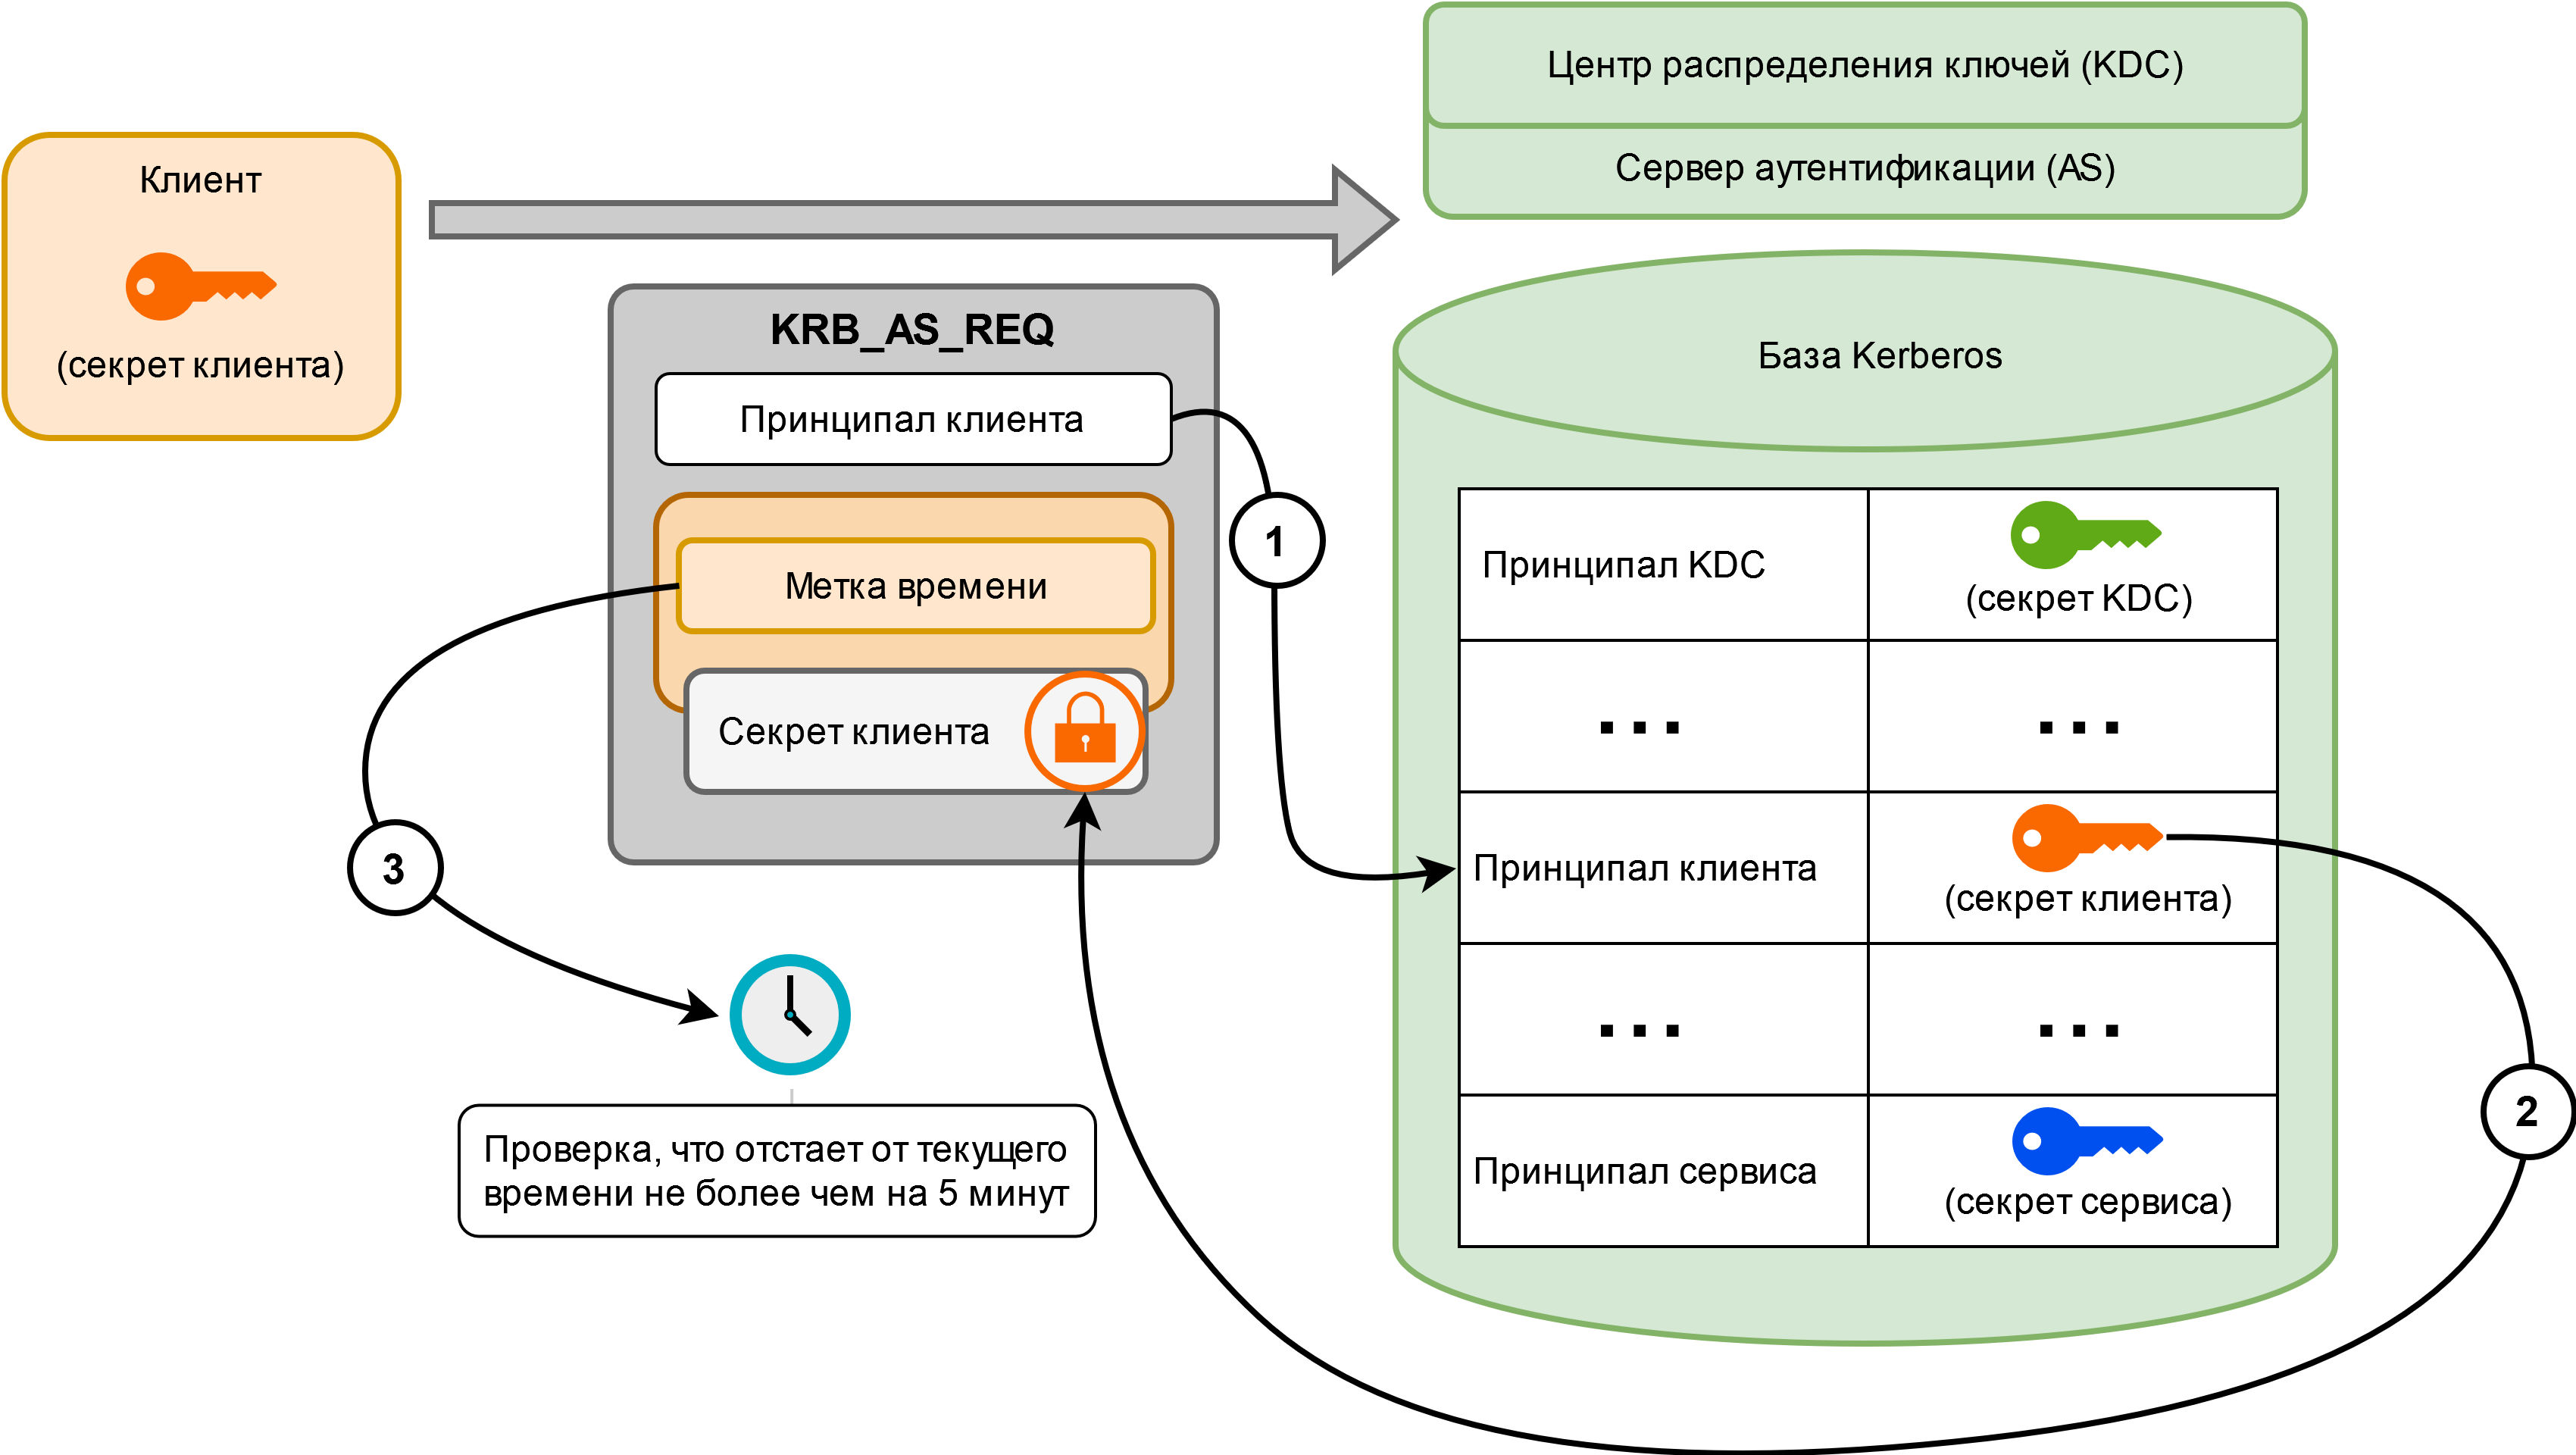 Центр распределения ключей (KDC)
Сервер аутентификации (AS)
Клиент
(секрет клиента)
KRB_AS_REQ
Принципал клиента
Метка времени
Секрет клиента
1
2
3
Проверка, что отстает от текущего
времени не более чем на 5 минут
База Kerberos
Принципал KDC
(секрет KDC)
...
...
Принципал клиента
(секрет клиента)
...
...
Принципал сервиса
(секрет сервиса)